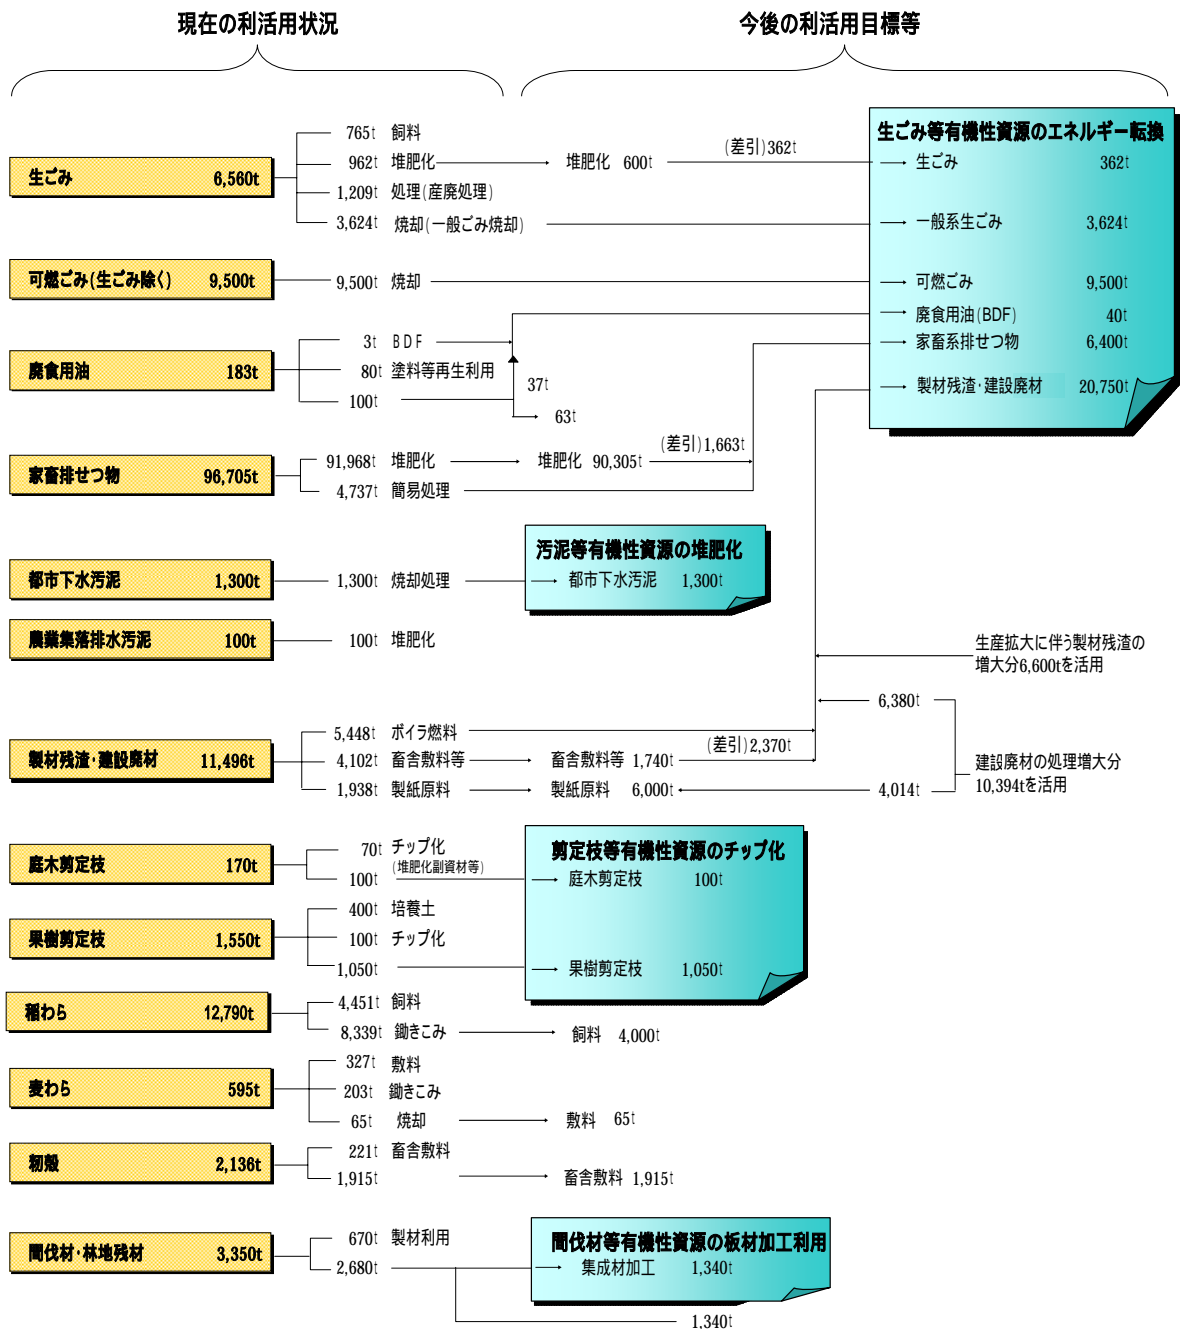 現在の利活用状況
今後の利活用目標等
生ごみ 6,560t
765t 飼料
962t 堆肥化
1,209t 処理(産廃処理)
3,624t 焼却(一般ごみ焼却)
堆肥化 600t
(差引)362t
生ごみ等有機性資源のエネルギー転換
生ごみ 362t
一般系生ごみ 3,624t
可燃ごみ 9,500t
廃食用油(BDF) 40t
家畜系排せつ物 6,400t
製材残渣・建設廃材 20,750t
可燃ごみ(生ごみ除く) 9,500t
9,500t 焼却
廃食用油 183t
3t BDF
80t 塗料等再生利用
100t
37t
63t
家畜排せつ物 96,705t
91,968t 堆肥化
4,737t 簡易処理
堆肥化 90,305t
(差引)1,663t
都市下水汚泥 1,300t
1,300t 焼却処理
汚泥等有機性資源の堆肥化
都市下水汚泥 1,300t
農業集落排水汚泥 100t
100t 堆肥化
生産拡大に伴う製材残渣の
増大分6,600tを活用
6,380t
建設廃材の処理増大分
10,394tを活用
4,014t
製材残渣・建設廃材 11,496t
5,448t ボイラ燃料
4,102t 畜舎敷料等
1,938t 製紙原料
畜舎敷料等 1,740t
(差引)2,370t
製紙原料 6,000t
庭木剪定枝 170t
70t チップ化
(堆肥化副資材等)
100t
剪定枝等有機性資源のチップ化
庭木剪定枝 100t
果樹剪定枝 1,050t
果樹剪定枝 1,550t
400t 培養土
100t チップ化
1,050t
稲わら 12,790t
4,451t 飼料
8,339t 鋤きこみ
飼料 4,000t
麦わら 595t
327t 敷料
203t 鋤きこみ
65t 焼却
敷料 65t
籾殻 2,136t
221t 畜舎敷料
1,915t
畜舎敷料 1,915t
間伐材・林地残材 3,350t
670t 製材利用
2,680t
間伐材等有機性資源の板材加工利用
集成材加工 1,340t
1,340t